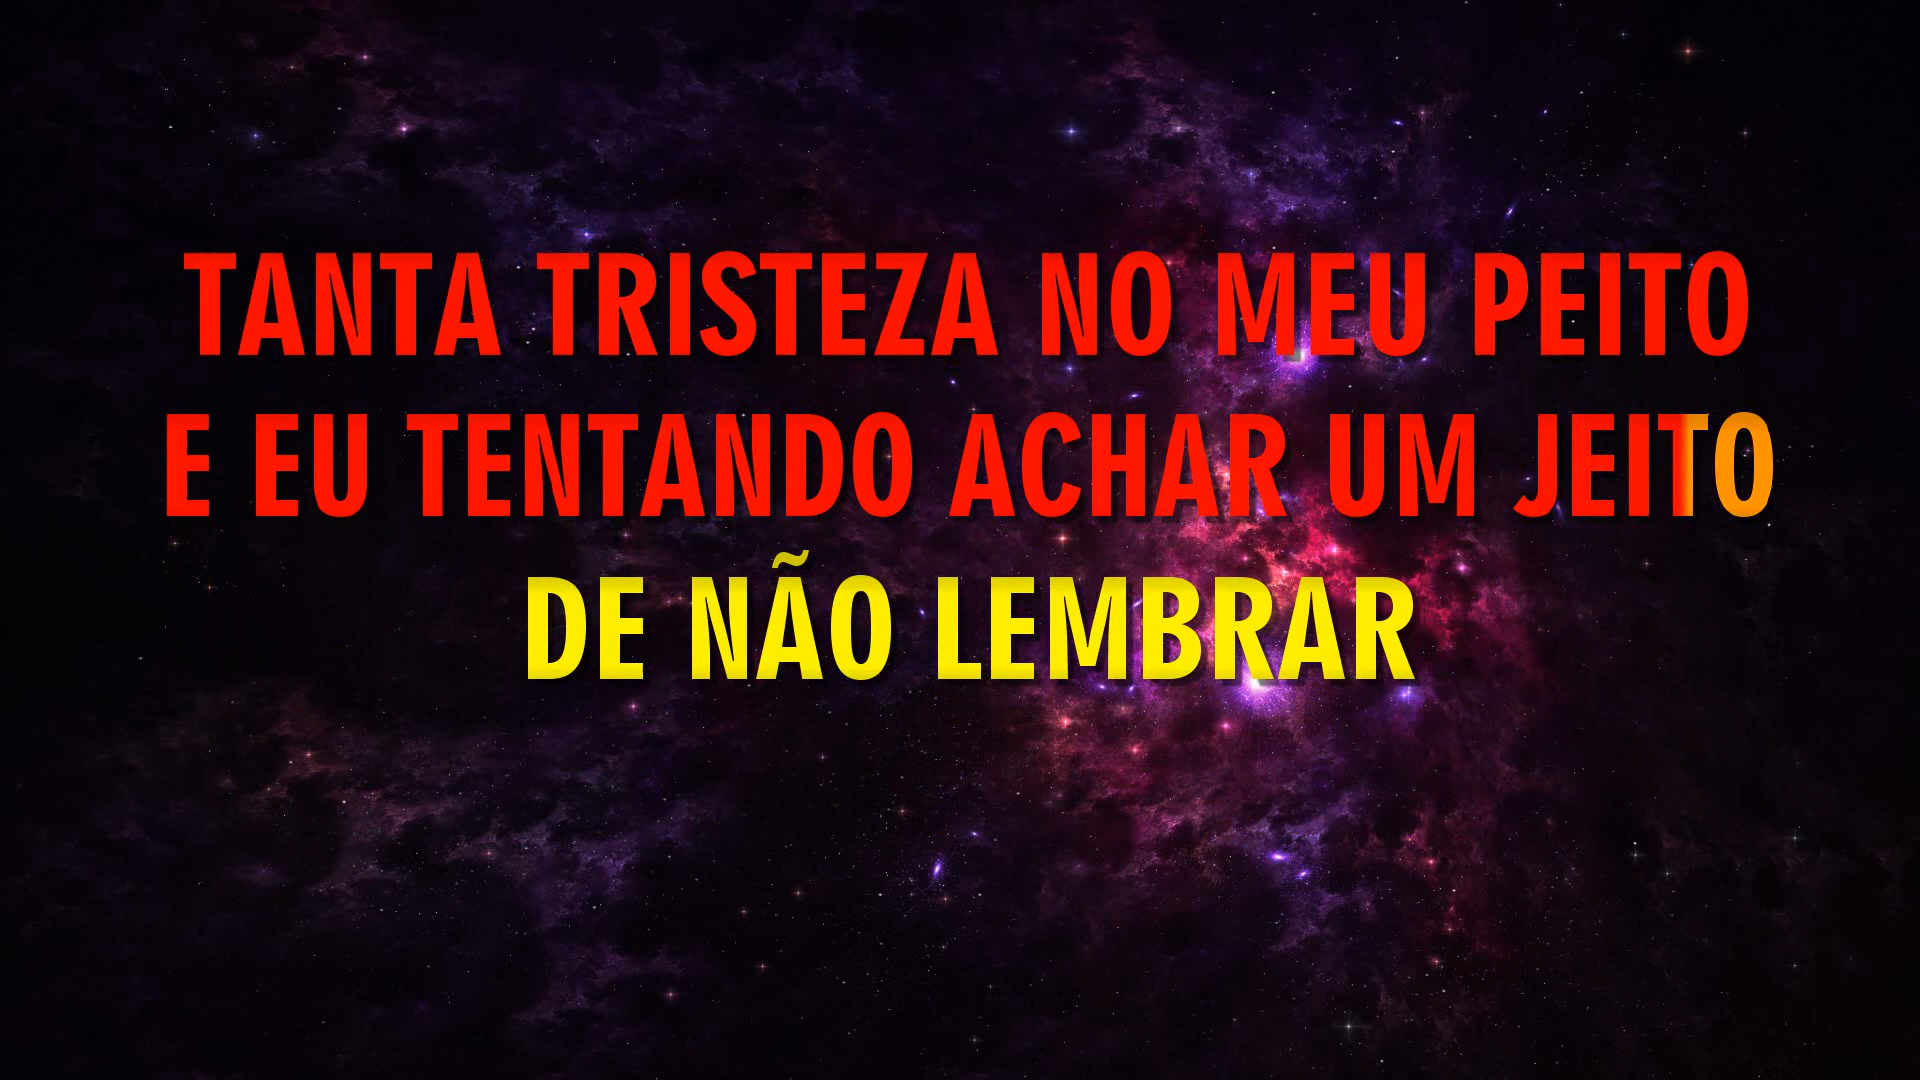 TANTA TRISTEZA NO MEU PEITO
E EU TENTANDO ACHAR UM JEITO
DE NÃO LEMBRAR